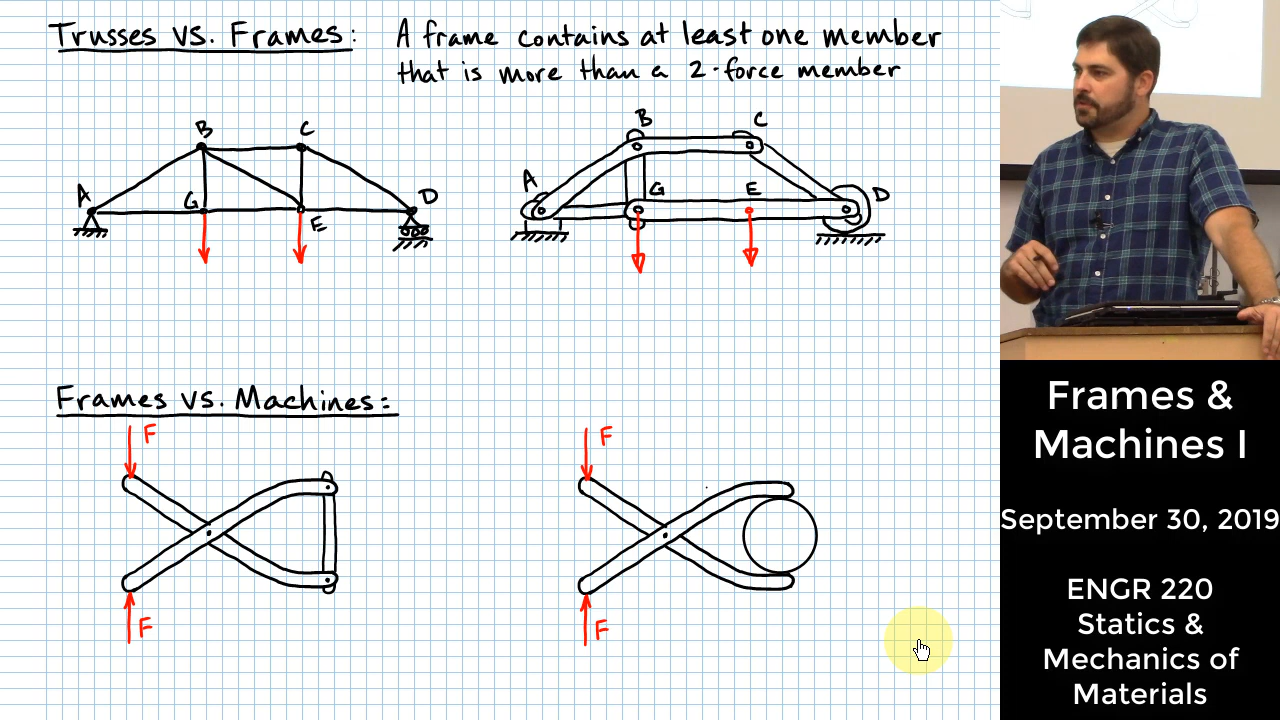 Trusses vs. Frames: A frame contains at least one member
that is more than a 2-force member
B C
A G E D
B C
A G E D
Frames vs. Machines:
F F
F F
Frames &
Machines I
September 30, 2019
ENGR 220
Statics &
Mechanics of
Materials